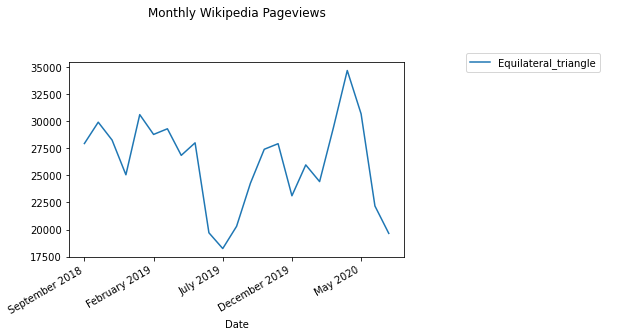 Monthly Wikipedia Pageviews
Equilateral_triangle
35000
32500
30000
27500
25000
22500
20000
17500
September 2018
February 2019
July 2019
December 2019
May 2020
Date